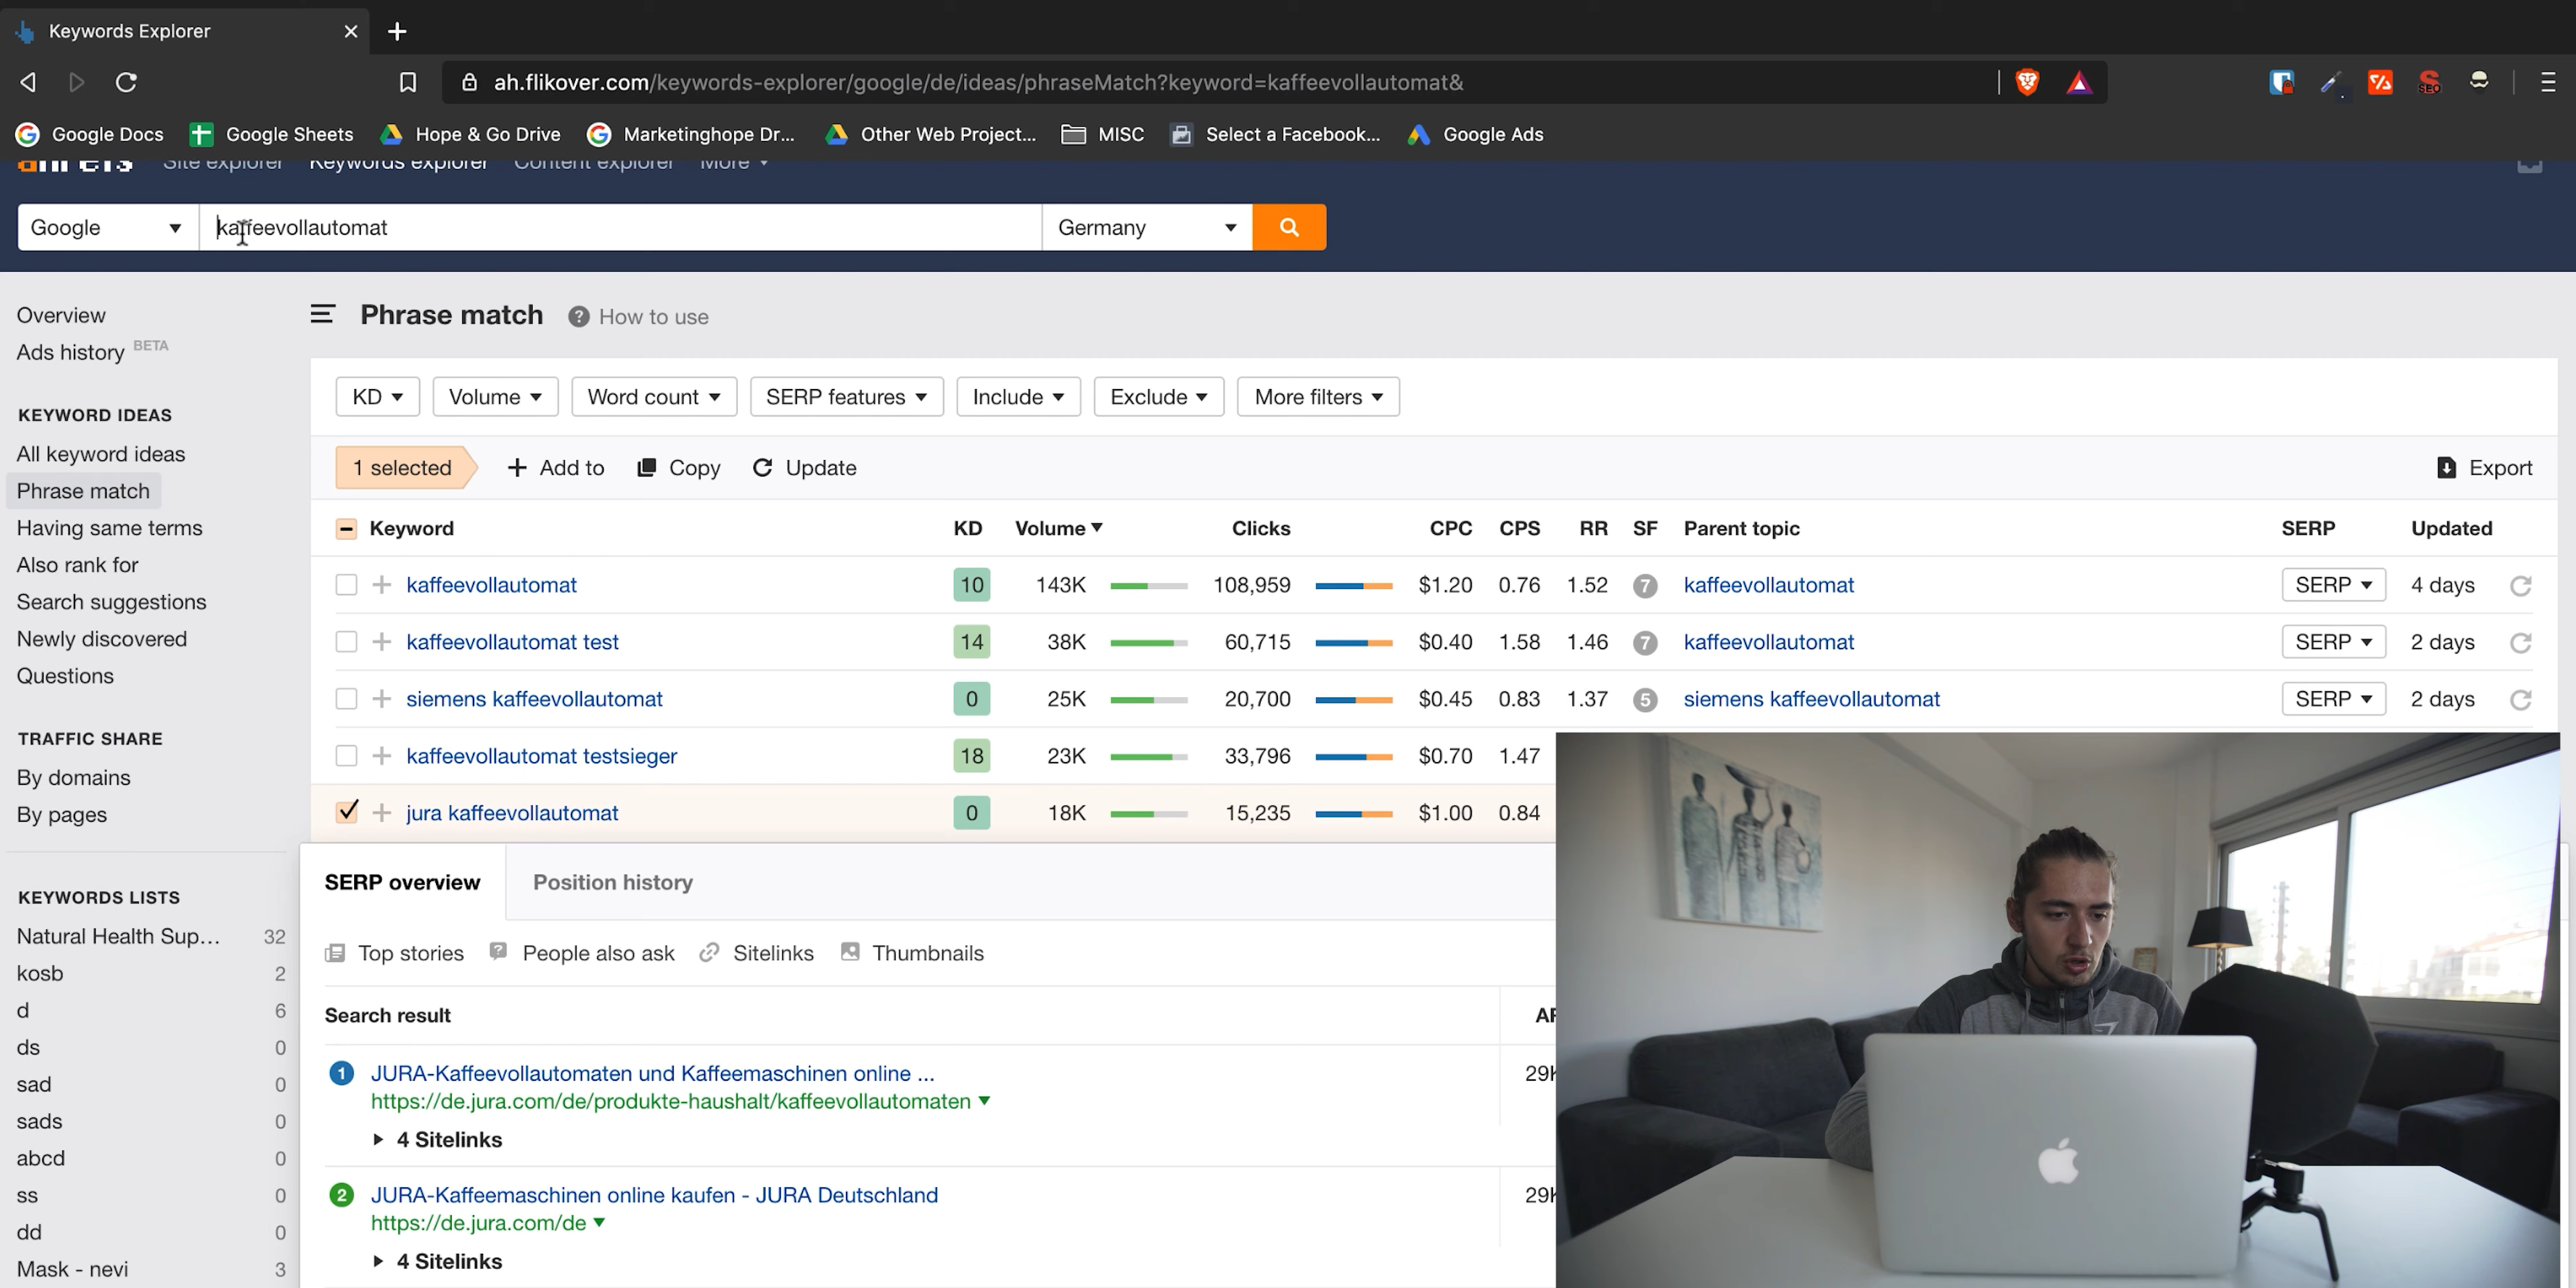 Keywords Explorer
ah.flikover.com/keywords-explorer/google/de/ideas/phraseMatch?keyword=kaffeevollautomat&
SEO
Google Docs Google Sheets Hope & Go Drive Marketinghope Dr... Other Web Project... MISC Select a Facebook... Google Ads
ahrefs Site explorer Keywords explorer Content explorer More
Google kaffeevollautomat Germany
Overview
Ads history BETA
KEYWORD IDEAS
All keyword ideas
Phrase match
Having same terms
Also rank for
Search suggestions
Newly discovered
Questions
TRAFFIC SHARE
By domains
By pages
KEYWORDS LISTS
Natural Health Sup... 32
kosb 2
d 6
ds 0
sad 0
sads 0
abcd 0
ss 0
dd 0
Mask - nevi 3
Phrase match ? How to use
KD Volume Word count SERP features Include Exclude More filters
1 selected + Add to Copy Update Export
Keyword KD Volume Clicks CPC CPS RR SF Parent topic SERP Updated
kaffeevollautomat 10 143K 108,959 $1.20 0.76 1.52 7 kaffeevollautomat SERP 4 days
kaffeevollautomat test 14 38K 60,715 $0.40 1.58 1.46 7 kaffeevollautomat SERP 2 days
siemens kaffeevollautomat 0 25K 20,700 $0.45 0.83 1.37 5 siemens kaffeevollautomat SERP 2 days
kaffeevollautomat testsieger 18 23K 33,796 $0.70 1.47
jura kaffeevollautomat 0 18K 15,235 $1.00 0.84
SERP overview Position history
Top stories People also ask Sitelinks Thumbnails
Search result
1 JURA-Kaffeevollautomaten und Kaffeemaschinen online ...
https://de.jura.com/de/produkte-haushalt/kaffeevollautomaten
4 Sitelinks
2 JURA-Kaffeemaschinen online kaufen - JURA Deutschland
https://de.jura.com/de
4 Sitelinks